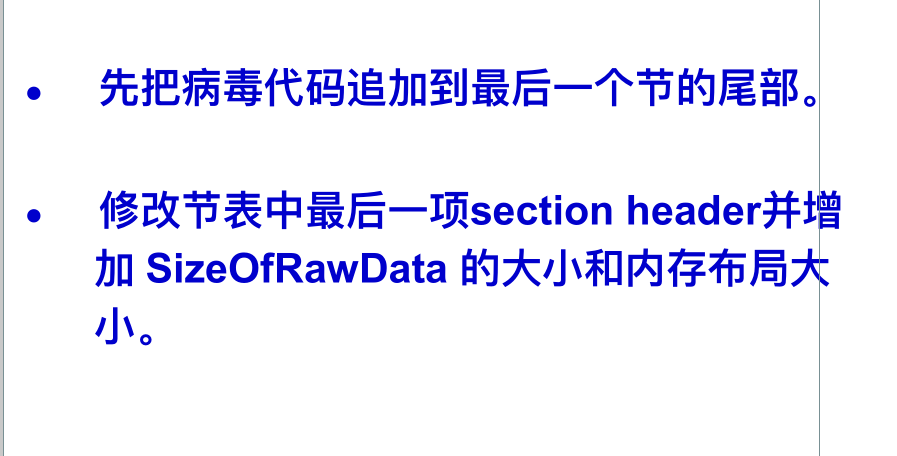 • 先把病毒代码追加到最后一个节的尾部。
• 修改节表中最后一项section header并增
加 SizeOfRawData 的大小和内存布局大
小。